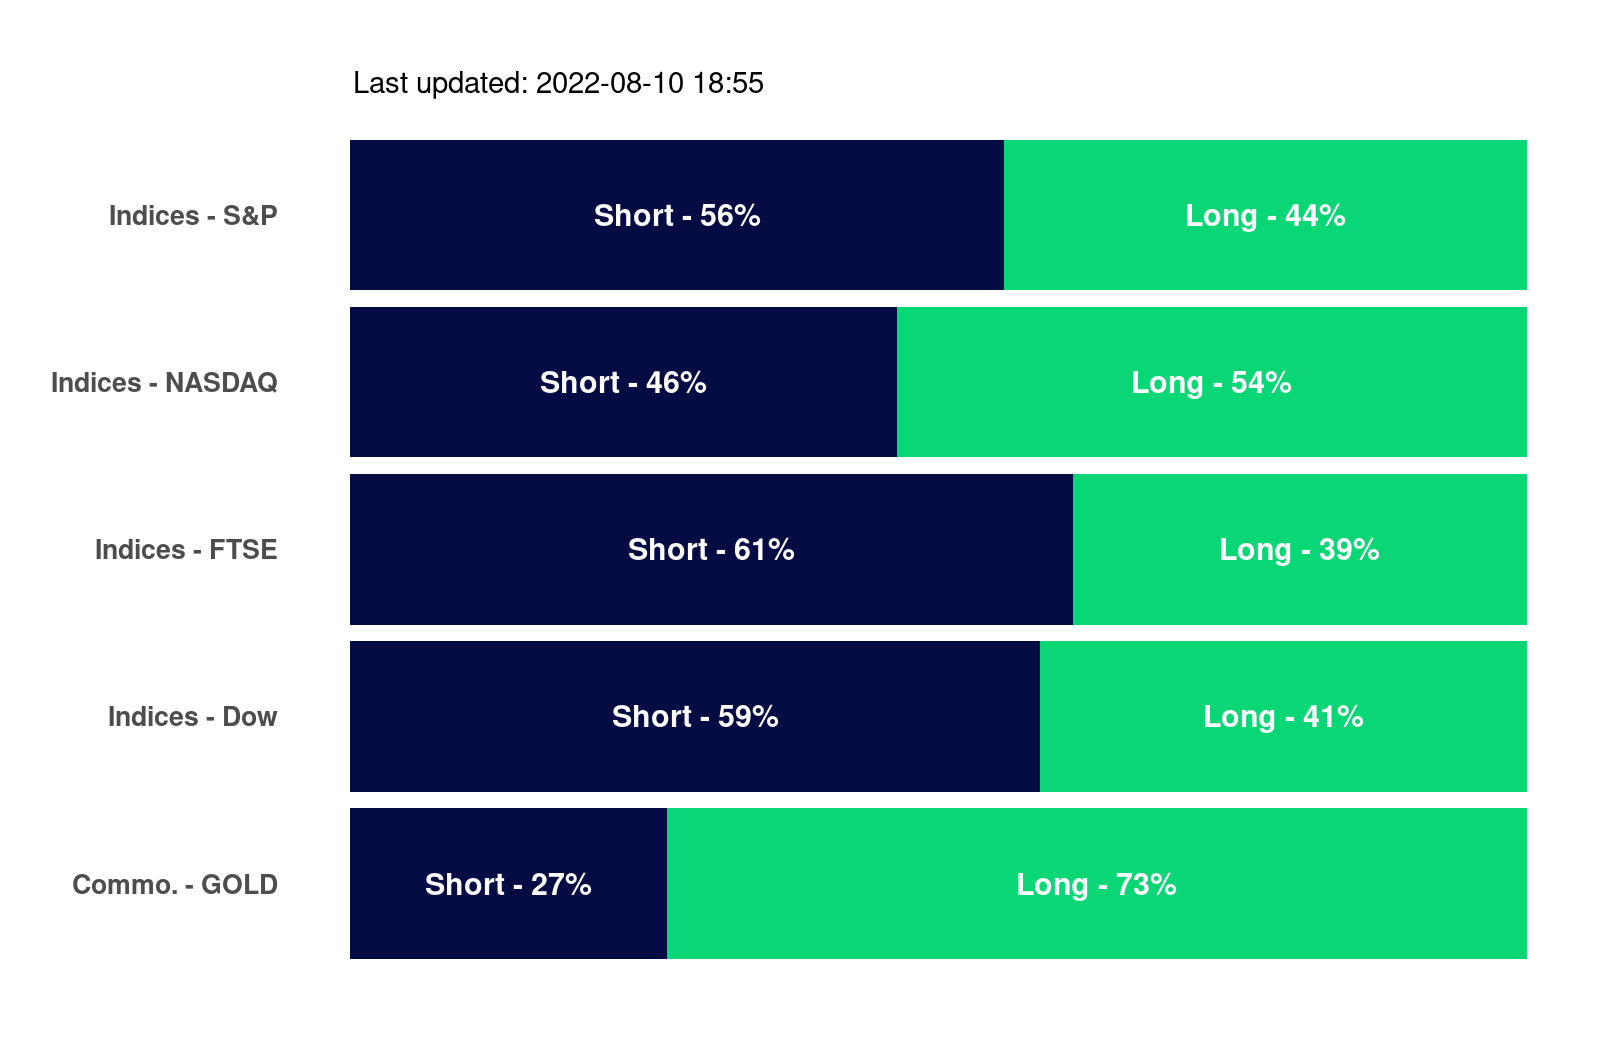 Last updated: 2022-08-10 18:55
Indices - S&P Short - 56% Long - 44%
Indices - NASDAQ Short - 46% Long - 54%
Indices - FTSE Short - 61% Long - 39%
Indices - Dow Short - 59% Long - 41%
Commo. - GOLD Short - 27% Long - 73%